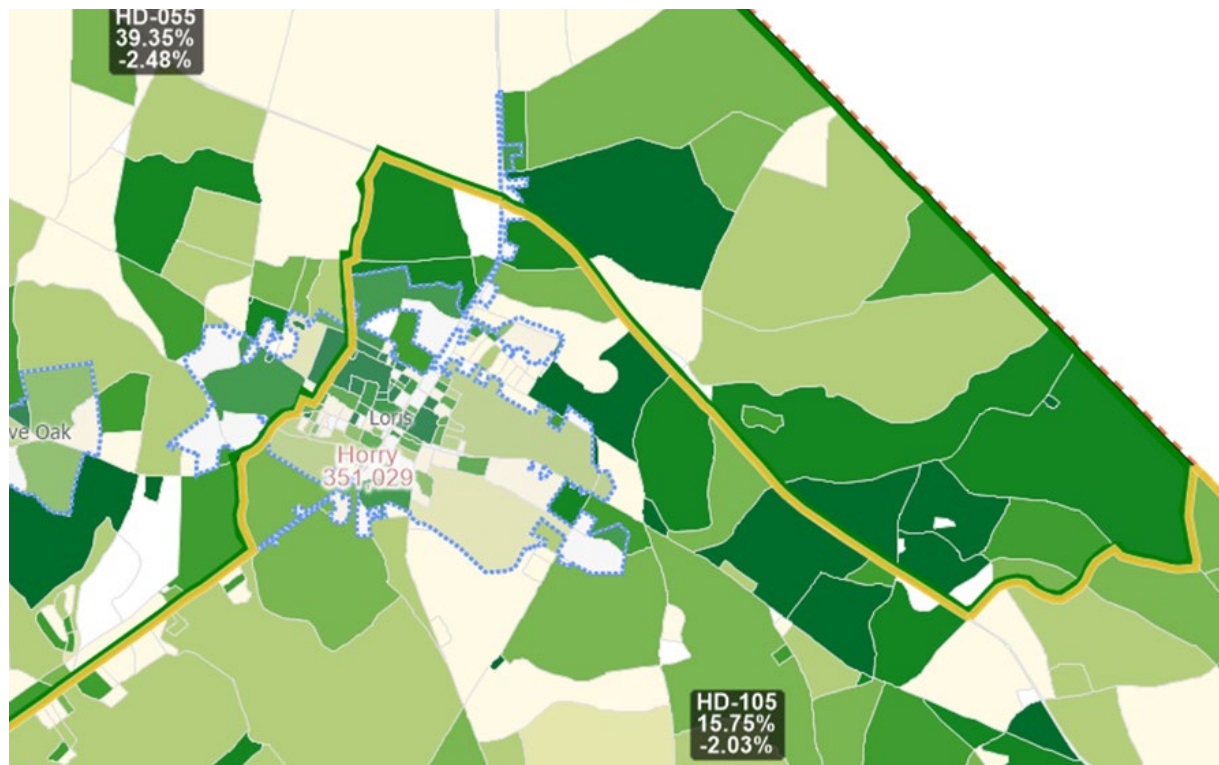 HD-055
39.35%
-2.48%
Loris
ve Oak
Horry
351,029
HD-105
15.75%
-2.03%